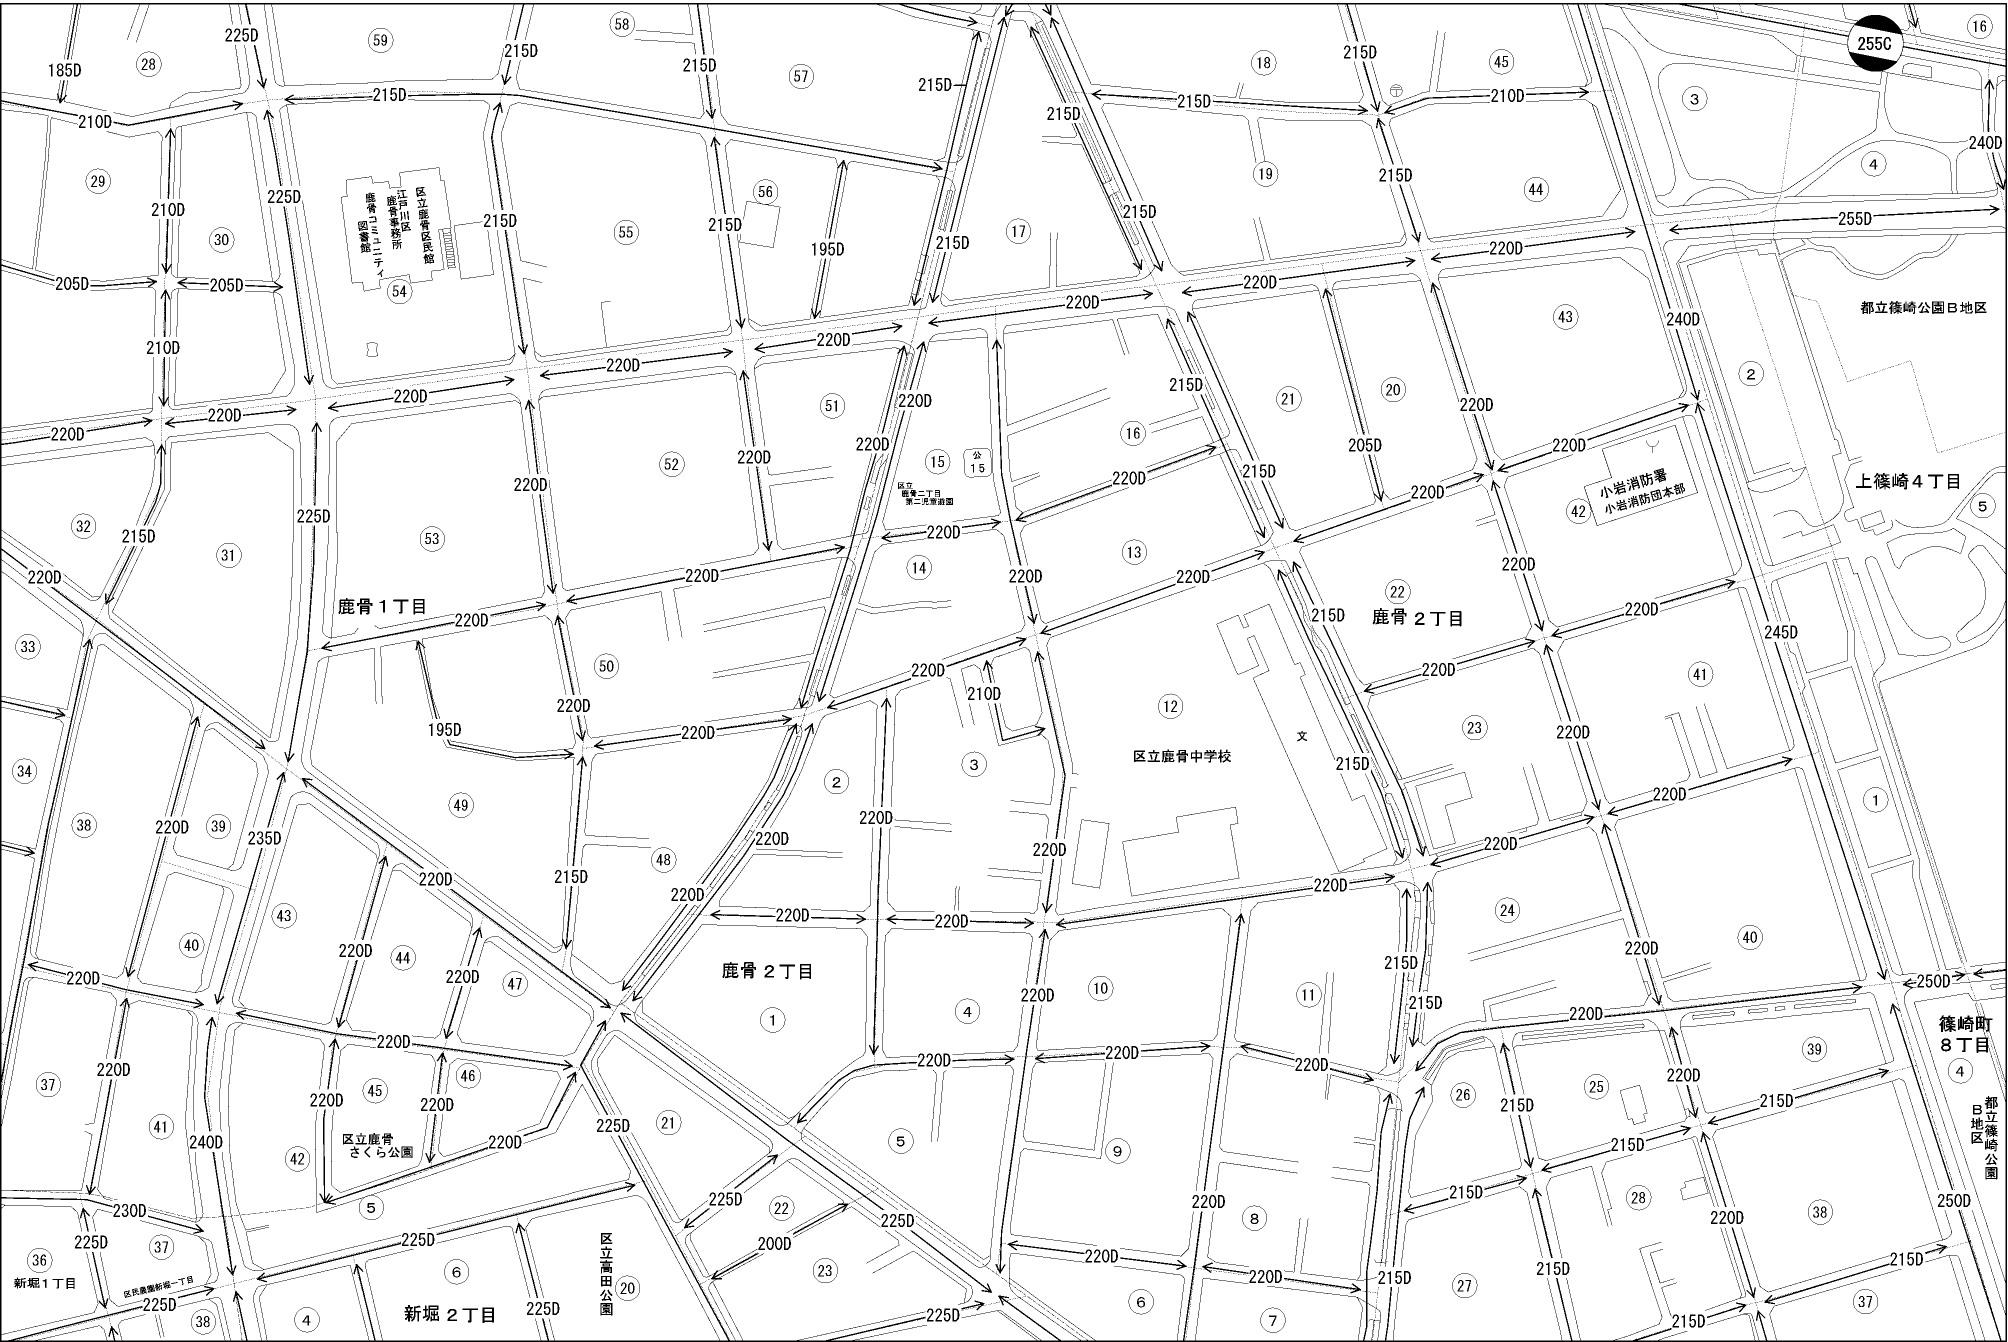 58
16
59
225D
215D
255C
28
18
45
215D
215D
185D
57
215D
3
215D
215D
210D
210D
215D
240D
29
225D
56
19
215D
44
4
210D
30
区立鹿骨区民館
江戸川区
鹿骨事務所
鹿骨コミュニティ
図書館
215D
55
215D
195D
215D
17
215D
220D
255D
205D
205D
54
220D
220D
都立篠崎公園B地区
210D
220D
220D
43
240D
220D
220D
215D
2
220D
220D
51
220D
21
20
220D
220D
220D
16
205D
220D
52
220D
15
公
15
215D
220D
小岩消防署
小岩消防団本部
上篠崎4丁目
220D
区立
鹿骨二丁目
第二児童遊園
220D
42
5
32
215D
225D
53
220D
13
31
220D
220D
14
220D
220D
22
220D
220D
鹿骨1丁目
220D
215D
鹿骨2丁目
220D
245D
33
50
220D
210D
220D
41
220D
12
195D
220D
23
220D
34
3
区立鹿骨中学校
文
215D
49
2
220D
1
38
220D
39
235D
220D
220D
220D
48
220D
220D
215D
220D
220D
43
220D
220D
24
40
40
220D
44
220D
47
鹿骨2丁目
215D
220D
220D
10
220D
11
215D
250D
1
4
220D
篠崎町
8丁目
220D
220D
220D
220D
39
37
220D
45
46
220D
26
25
220D
4
220D
220D
215D
215D
都立篠崎公園
B地区
41
240D
区立鹿骨
さくら公園
220D
225D
21
5
9
215D
42
5
225D
22
220D
215D
28
250D
230D
225D
225D
8
220D
38
36
37
200D
220D
215D
新堀1丁目
区民農園新堀一丁目
6
区立高田公園
20
23
220D
215D
215D
27
225D
38
4
新堀2丁目
225D
225D
6
7
215D
37